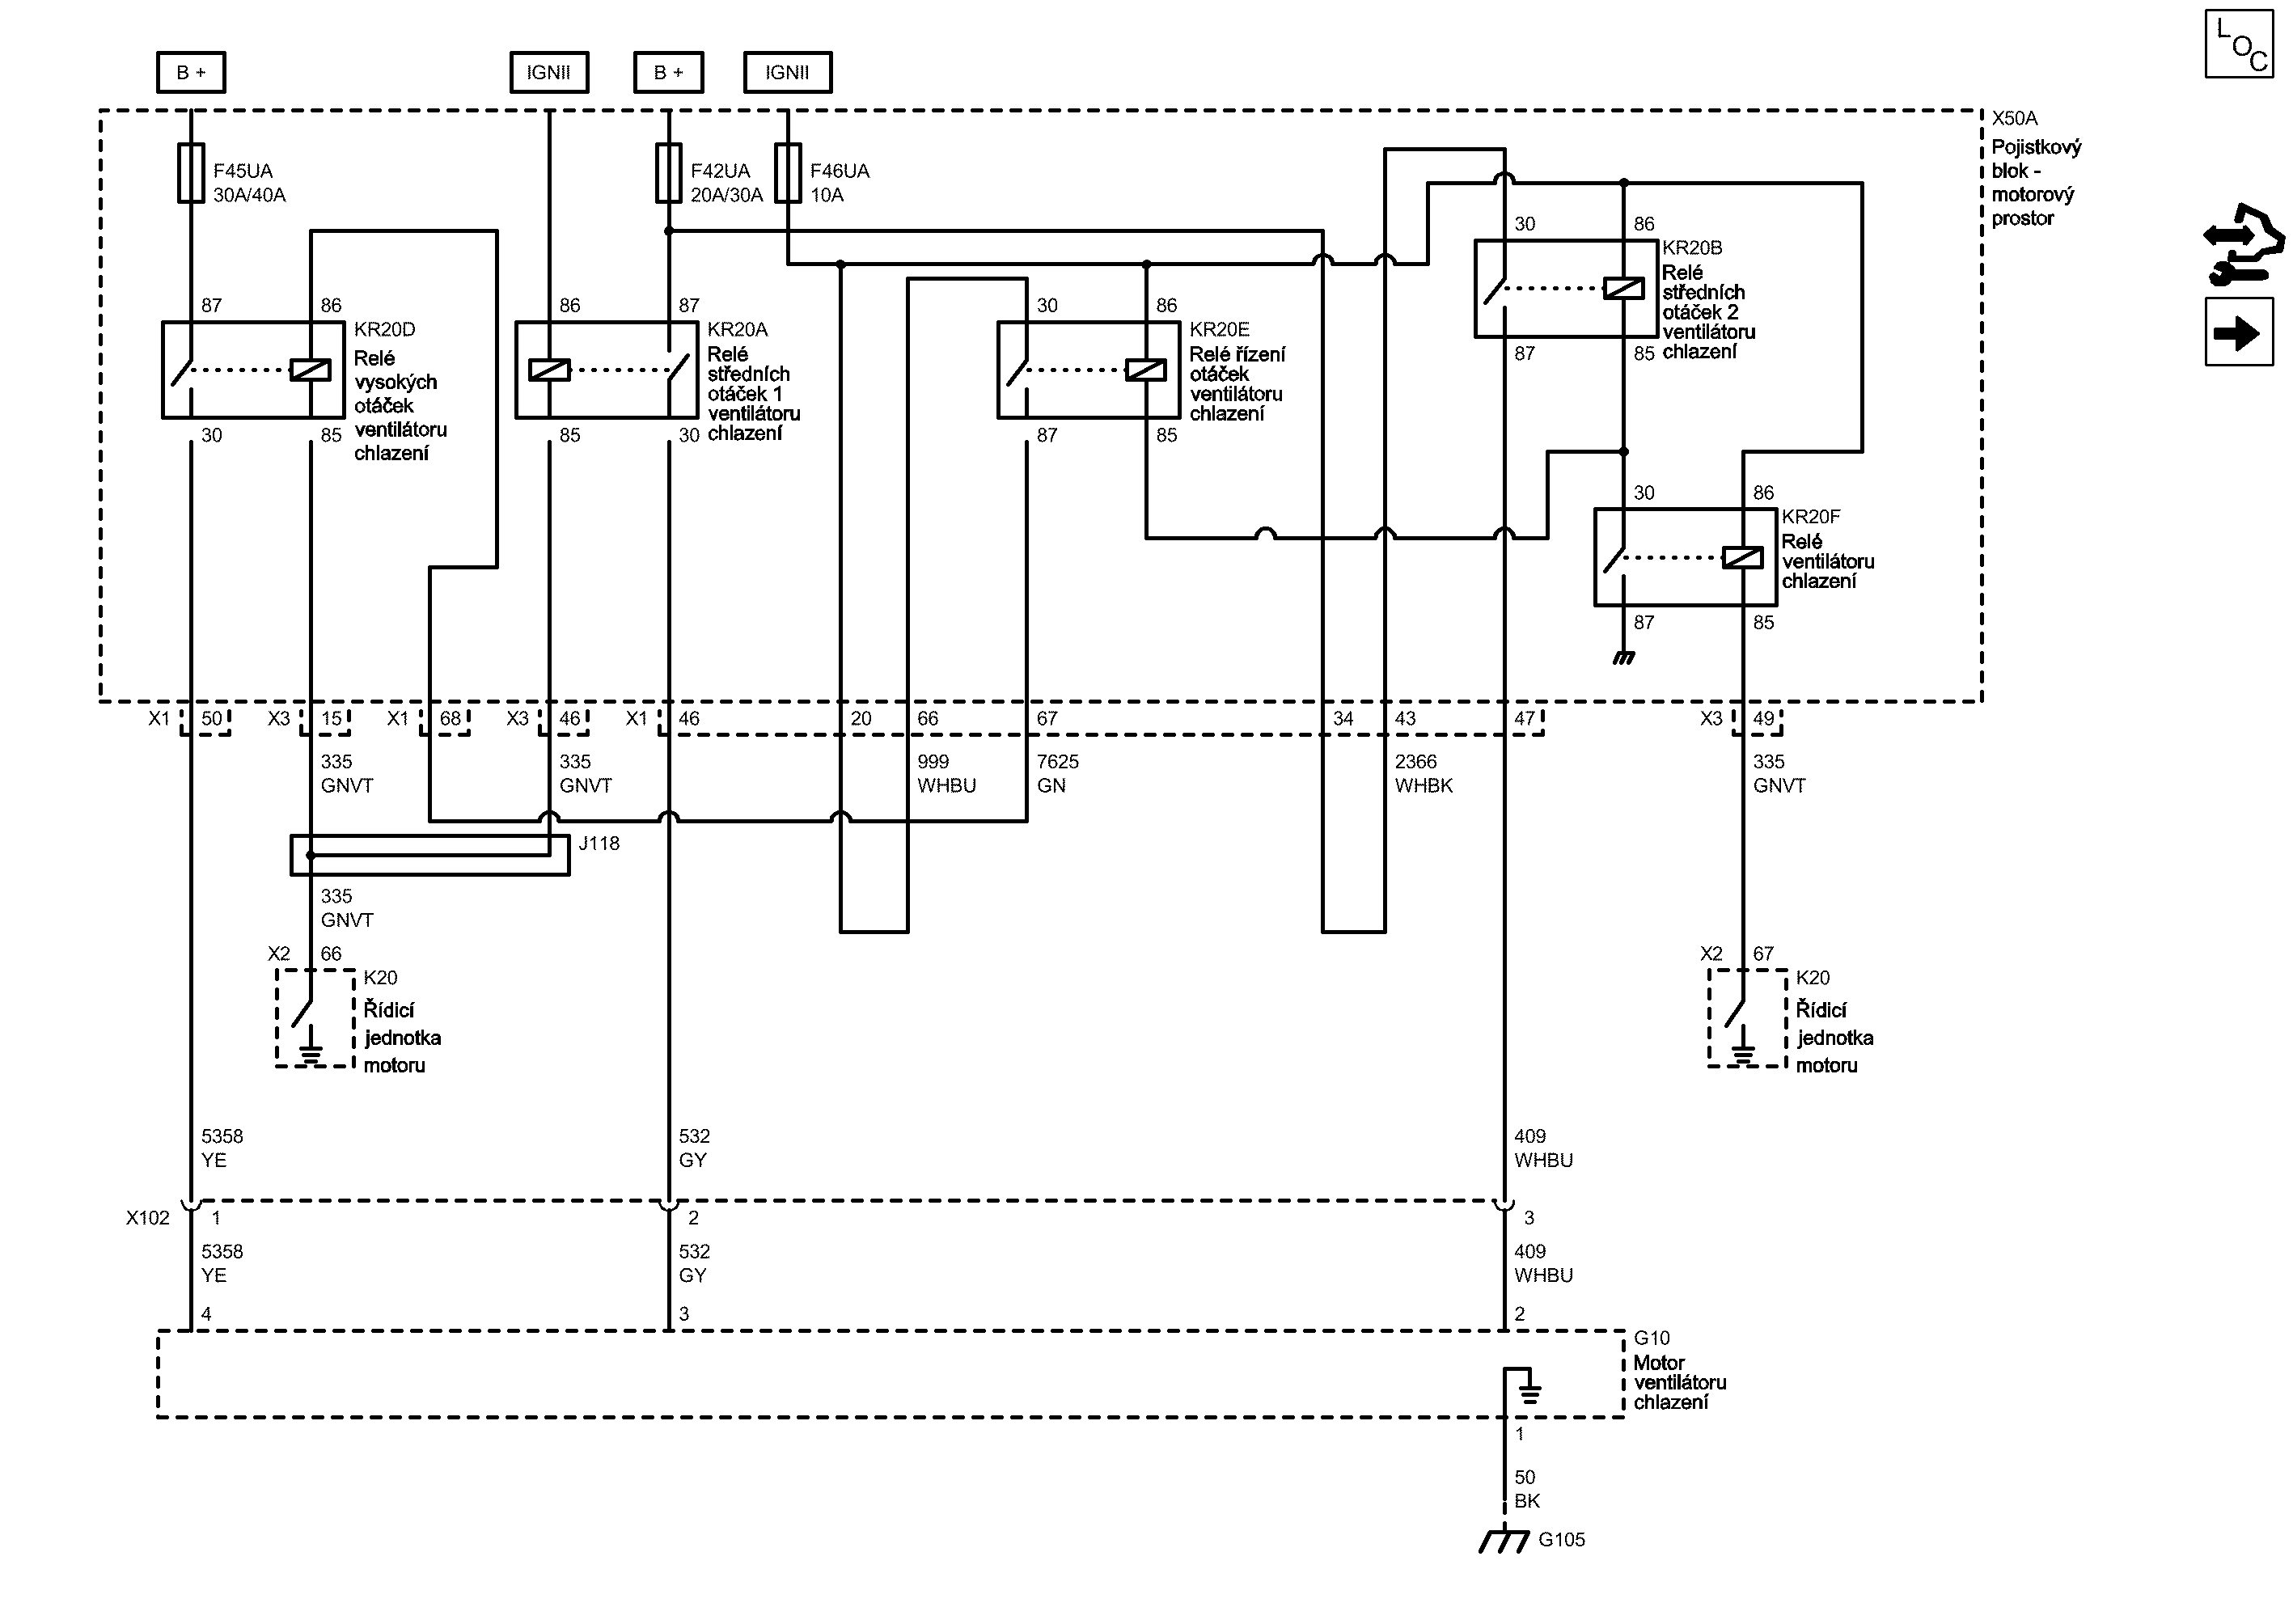 B +
IGNII
B +
IGNII
L
O
C
X50A
Pojistkový
blok -
motorový
prostor
F45UA
30A/40A
F42UA
20A/30A
F46UA
10A
30
86
KR20B
Relé
středních
otáček 2
ventilátoru
chlazení
87
85
87
86
KR20D
Relé
vysokých
otáček
ventilátoru
chlazení
30
85
86
87
KR20A
Relé
středních
otáček 1
ventilátoru
chlazení
85
30
30
86
KR20E
Relé řízení
otáček
ventilátoru
chlazení
87
85
30
86
KR20F
Relé
ventilátoru
chlazení
87
85
X1
50
X3
15
X1
68
X3
46
X1
46
20
66
67
34
43
47
X3
49
335
GNVT
335
GNVT
999
WHBU
7625
GN
2366
WHBK
335
GNVT
J118
335
GNVT
X2
66
K20
Řídicí
jednotka
motoru
X2
67
K20
Řídicí
jednotka
motoru
5358
YE
532
GY
409
WHBU
X102
1
2
3
5358
YE
532
GY
409
WHBU
4
3
2
G10
Motor
ventilátoru
chlazení
1
50
BK
G105